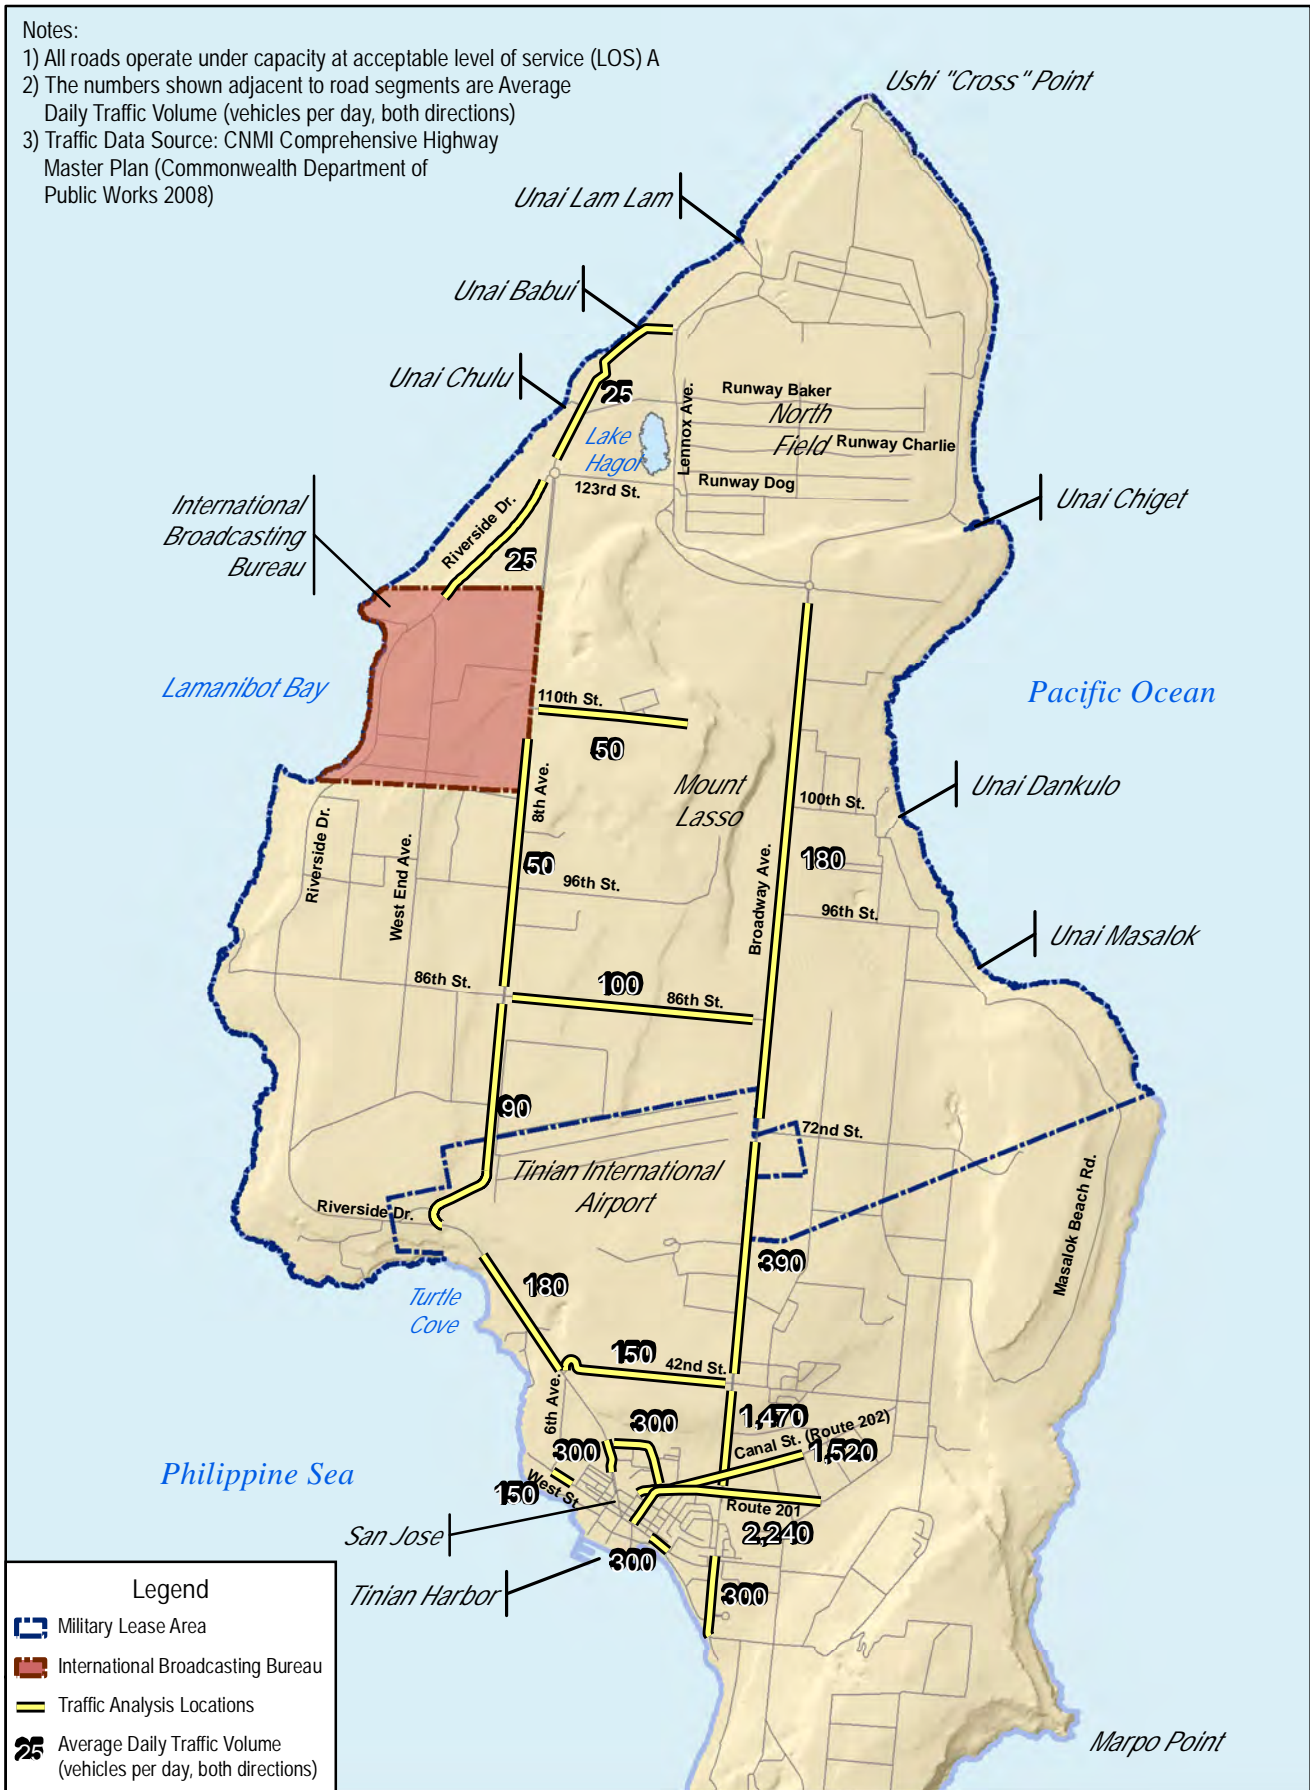 Notes:
1) All roads operate under capacity at acceptable level of service (LOS) A
2) The numbers shown adjacent to road segments are Average
Daily Traffic Volume (vehicles per day, both directions)
3) Traffic Data Source: CNMI Comprehensive Highway
Master Plan (Commonwealth Department of
Public Works 2008)
Ushi "Cross" Point
Unai Lam Lam
Unai Babui
Unai Chulu
25
Runway Baker
North
Field
Lennox Ave.
Runway Charlie
Lake
Hagoi
Runway Dog
123rd St.
Unai Chiget
International
Broadcasting
Bureau
Riverside Dr.
25
Lamanibot Bay
110th St.
50
Pacific Ocean
Mount
Lasso
Unai Dankulo
100th St.
8th Ave.
Riverside Dr.
West End Ave.
50
180
Broadway Ave.
96th St.
96th St.
Unai Masalok
86th St.
100
86th St.
90
72nd St.
Tinian International
Airport
Riverside Dr.
Masalok Beach Rd.
390
180
Turtle
Cove
150
42nd St.
6th Ave.
300
1,470
Canal St. (Route 202)
300
1,520
Philippine Sea
150
West St
Route 201
San Jose
2,240
300
Tinian Harbor
300
Marpo Point
Legend
Military Lease Area
International Broadcasting Bureau
Traffic Analysis Locations
25
Average Daily Traffic Volume
(vehicles per day, both directions)